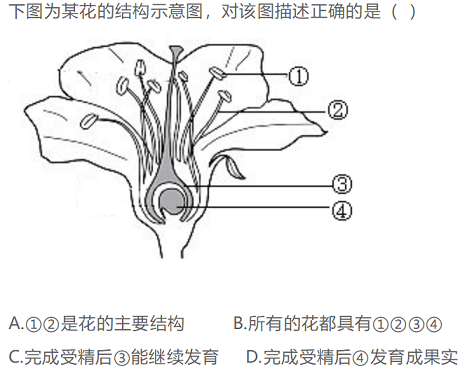 下图为某花的结构示意图，对该图描述正确的是（ ）
①
②
③
④
A.①②是花的主要结构 B.所有的花都具有①②③④
C.完成受精后③能继续发育 D.完成受精后④发育成果实